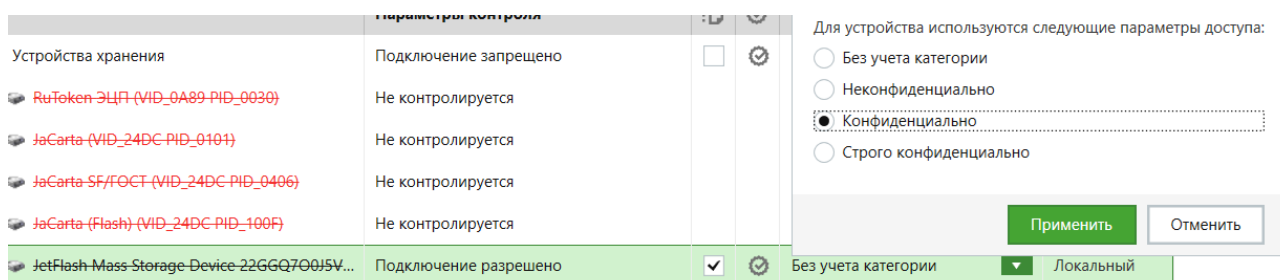 Параметры контроля
Устройства хранения Подключение запрещено
RuToken ЭЦП (VID_0A89 PID_0030) Не контролируется
JaCarta (VID_24DC PID_0101) Не контролируется
JaCarta SF/ГОСТ (VID_24DC PID_0406) Не контролируется
JaCarta (Flash) (VID_24DC PID_100F) Не контролируется
JetFlash Mass Storage Device 22GGQ7O0J5V... Подключение разрешено Без учета категории Локальный
Для устройства используются следующие параметры доступа:
Без учета категории
Неконфиденциально
Конфиденциально
Строго конфиденциально
Применить Отменить